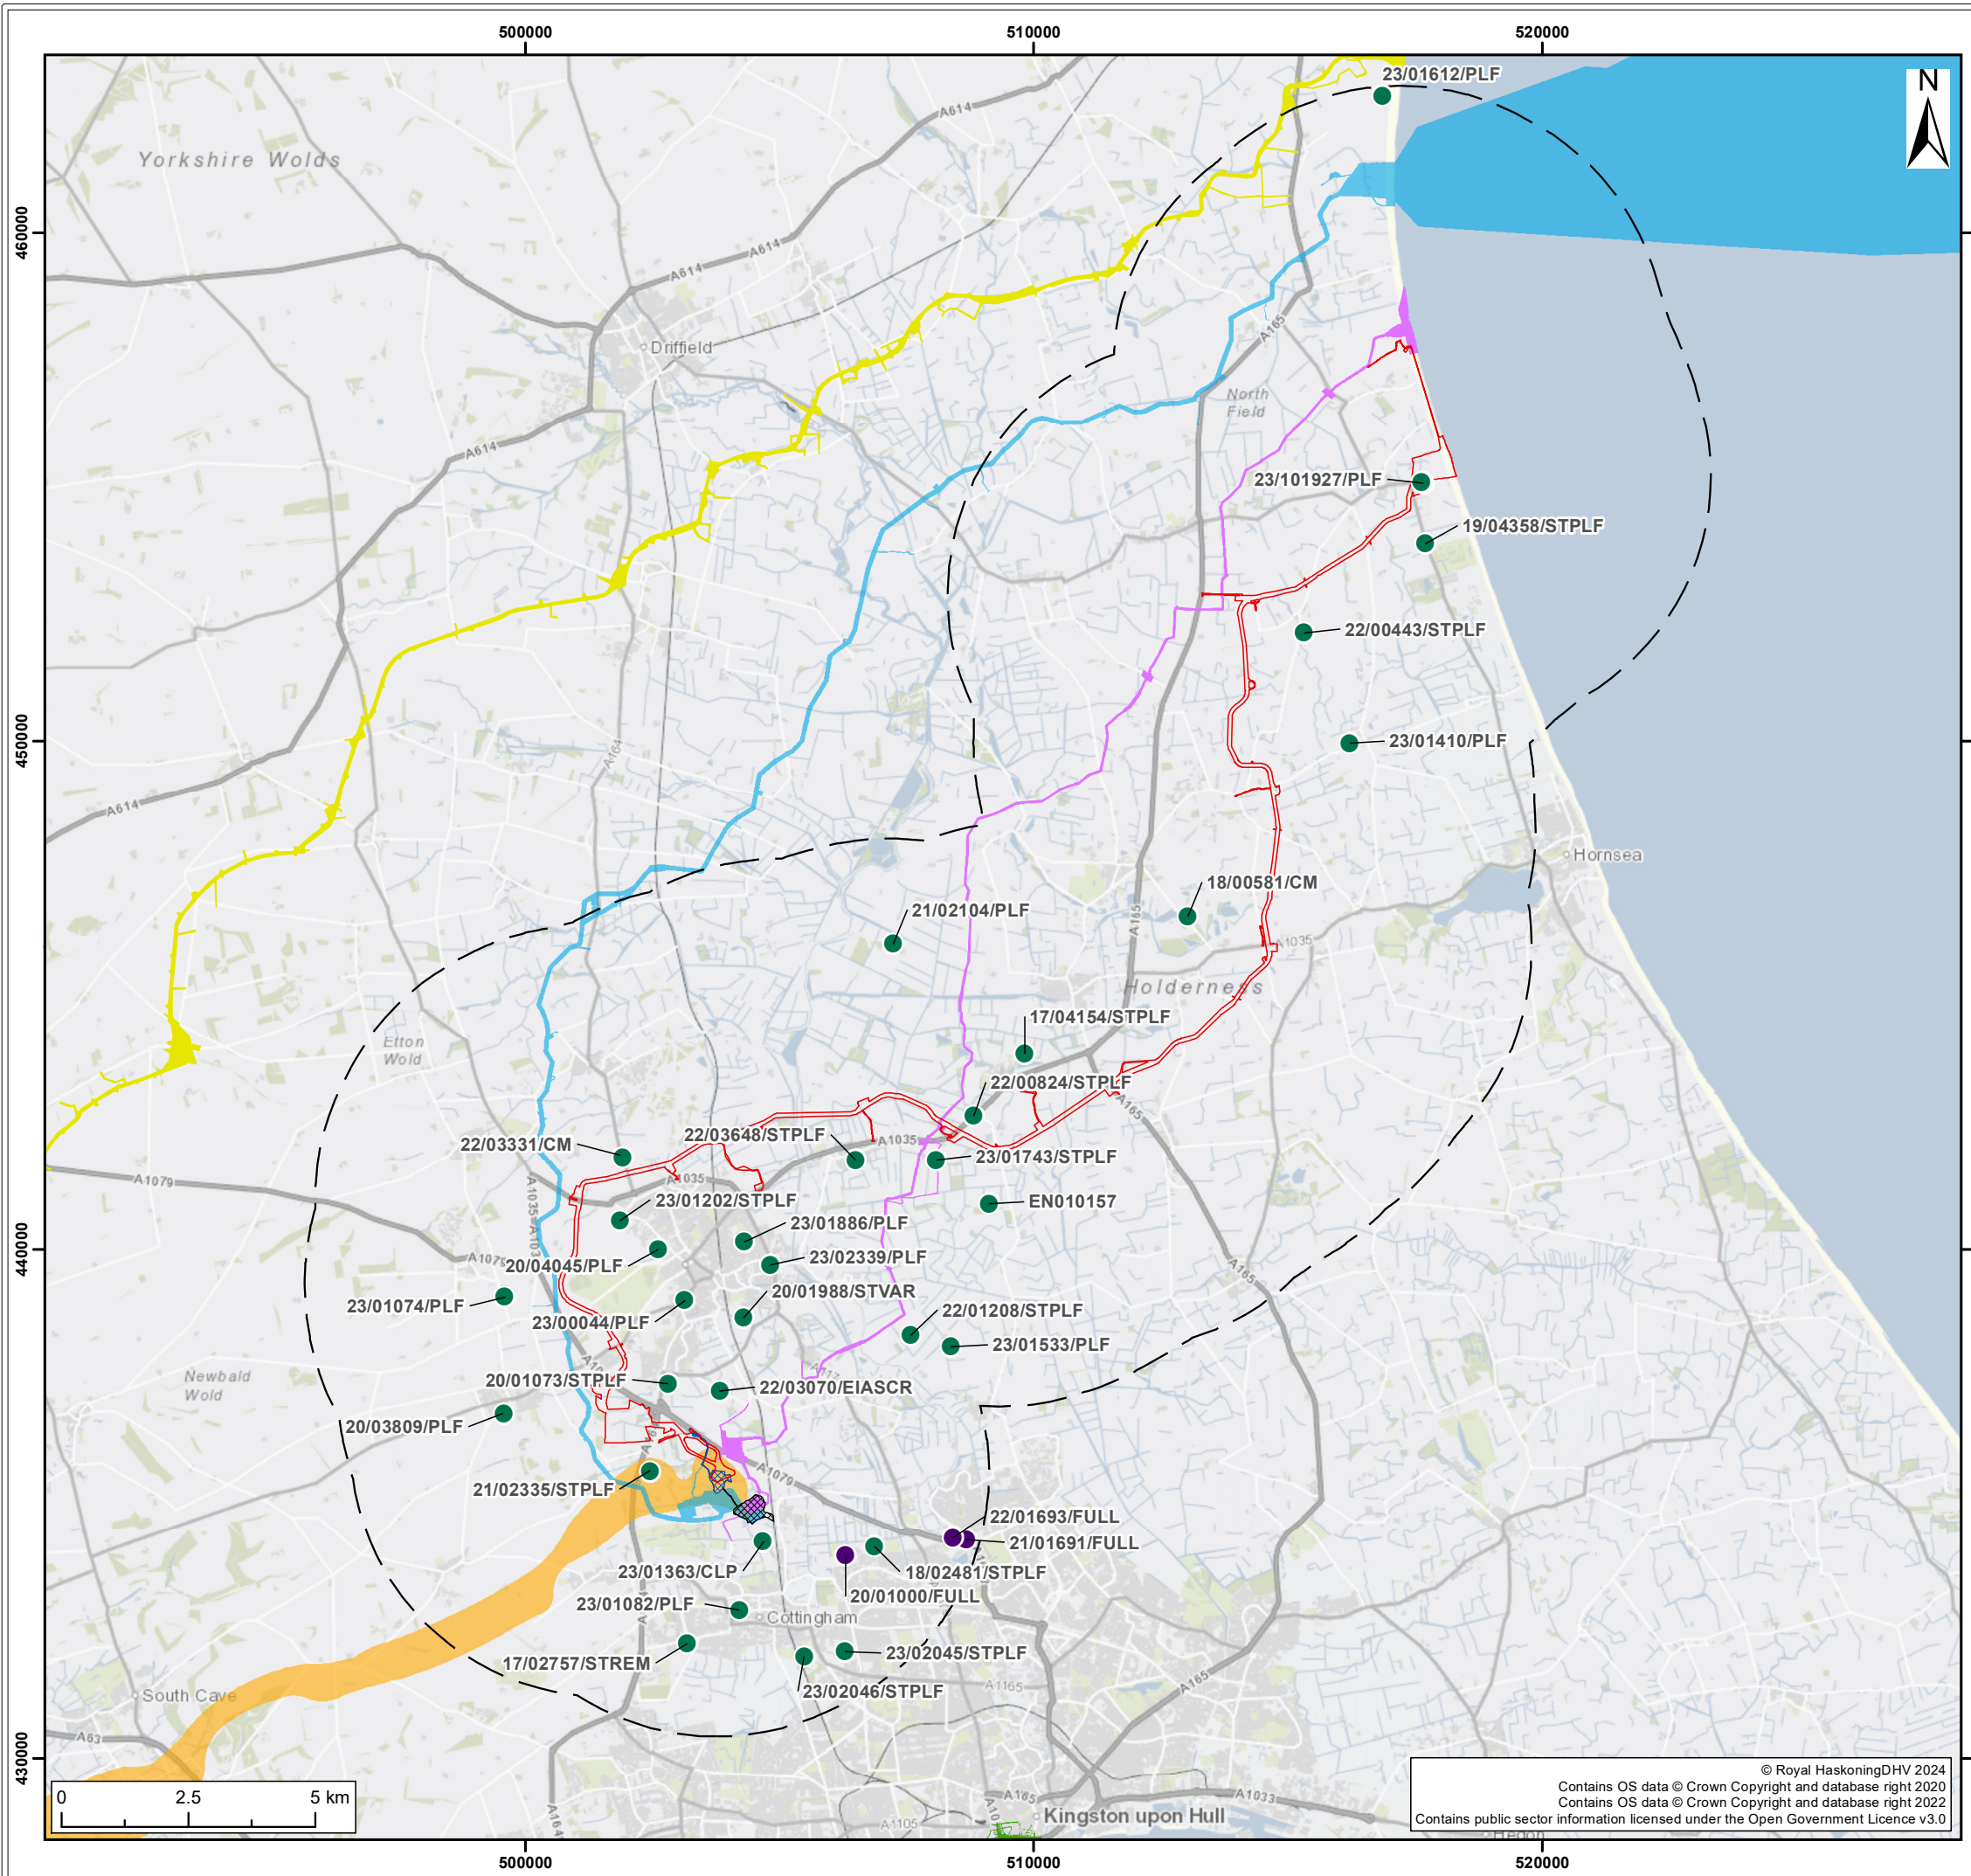 500000
510000
520000
23/01612/PLF
N
A614
Yorkshire Wolds
460000
A614
A614
A165
Driffield
North
Field
A614
23/101927/PLF
19/04358/STPLF
22/00443/STPLF
450000
23/01410/PLF
A164
A614
Hornsea
18/00581/CM
21/02104/PLF
A165
A1035
Holderness
17/04154/STPLF
Etton
Wold
22/00824/STPLF
A165
22/03648/STPLF
A1035
22/03331/CM
23/01743/STPLF
A1079
A1035
A1035
23/01202/STPLF
EN010157
23/01886/PLF
440000
A1079
20/04045/PLF
23/02339/PLF
A165
20/01988/STVAR
23/01074/PLF
23/00044/PLF
22/01208/STPLF
23/01533/PLF
Newbald
Wold
20/01073/STPLF
22/03070/EIASCR
20/03809/PLF
A1079
21/02335/STPLF
22/01693/FULL
21/01691/FULL
23/01363/CLP
18/02481/STPLF
20/01000/FULL
23/01082/PLF
Cottingham
17/02757/STREM
23/02045/STPLF
23/02046/STPLF
A1165
A165
South Cave
A63
430000
0 2.5 5 km
A164
A1105
A165
A1033
Kingston upon Hull
© Royal HaskoningDHV 2024
Contains OS data © Crown Copyright and database right 2020
Contains OS data © Crown Copyright and database right 2022
Contains public sector information licensed under the Open Government Licence v3.0
500000
510000
520000